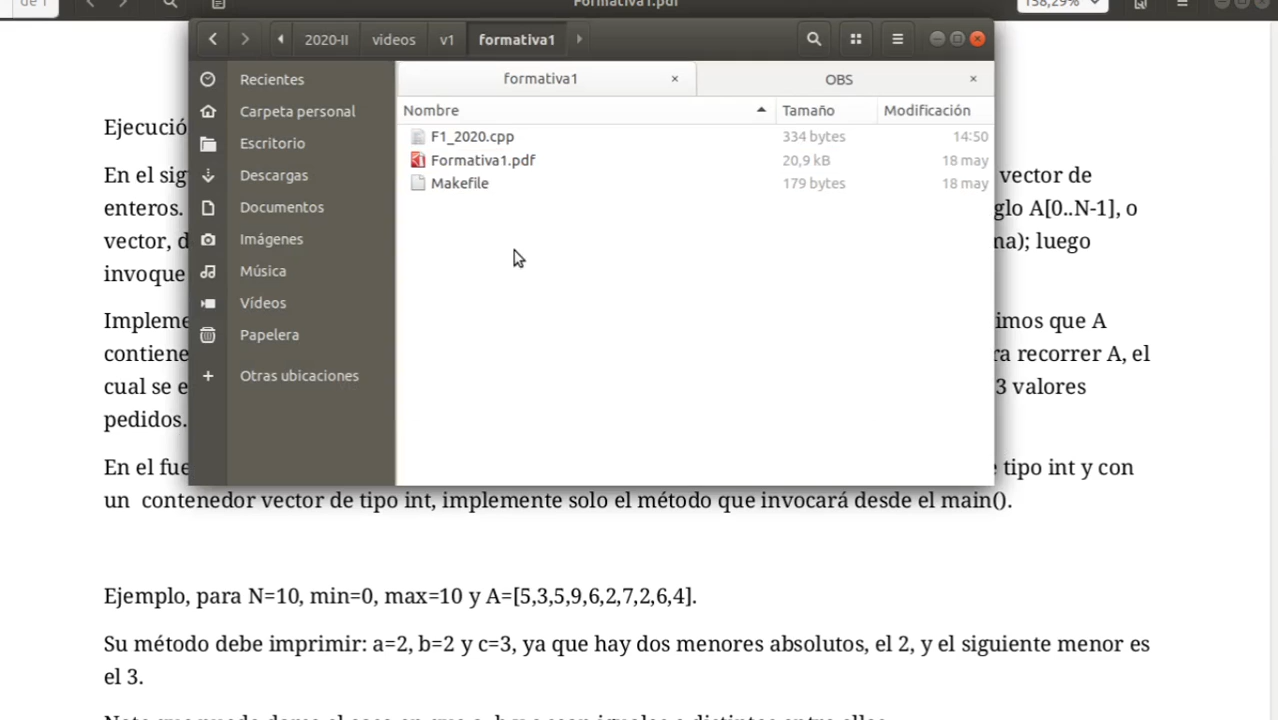 de 1
Formativa1.pdf
158,29%
2020-II
videos
v1
formativa1
Recientes
Carpeta personal
Escritorio
Descargas
Documentos
Imágenes
Música
Vídeos
Papelera
Otras ubicaciones
formativa1
OBS
Nombre
Tamaño
Modificación
F1_2020.cpp
334 bytes
14:50
Formativa1.pdf
20,9 kB
18 may
Makefile
179 bytes
18 may
Ejecució
En el sig vector de
enteros. glo A[0..N-1], o
vector, d na); luego
invoque
Impleme imos que A
contiene ra recorrer A, el
cual se e 3 valores
pedidos.
En el fue e tipo int y con
un contenedor vector de tipo int, implemente solo el método que invocará desde el main().
Ejemplo, para N=10, min=0, max=10 y A=[5,3,5,9,6,2,7,2,6,4].
Su método debe imprimir: a=2, b=2 y c=3, ya que hay dos menores absolutos, el 2, y el siguiente menor es
el 3.